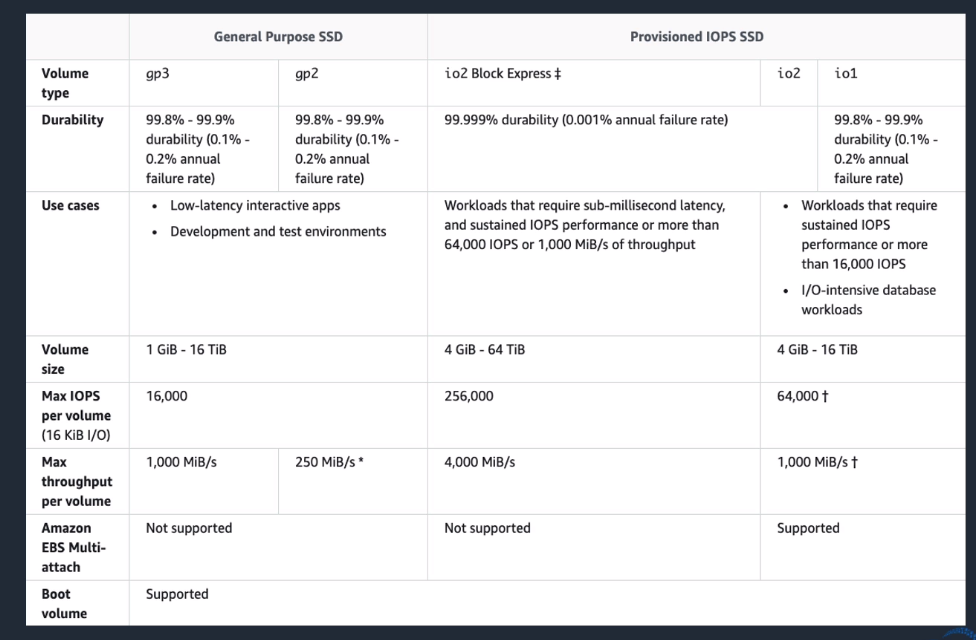 General Purpose SSD Provisioned IOPS SSD
Volume type gp3 gp2 io2 Block Express ‡ io2 io1
Durability 99.8% - 99.9% durability (0.1% - 0.2% annual failure rate) 99.8% - 99.9% durability (0.1% - 0.2% annual failure rate) 99.999% durability (0.001% annual failure rate) 99.8% - 99.9% durability (0.1% - 0.2% annual failure rate)
Use cases
• Low-latency interactive apps
• Development and test environments
Workloads that require sub-millisecond latency,
and sustained IOPS performance or more than
64,000 IOPS or 1,000 MiB/s of throughput
• Workloads that require
sustained IOPS
performance or more
than 16,000 IOPS
• I/O-intensive database
workloads
Volume size 1 GiB - 16 TiB 4 GiB - 64 TiB 4 GiB - 16 TiB
Max IOPS per volume (16 KiB I/O) 16,000 256,000 64,000 †
Max throughput per volume 1,000 MiB/s 250 MiB/s * 4,000 MiB/s 1,000 MiB/s †
Amazon EBS Multi-attach Not supported Not supported Supported
Boot volume Supported